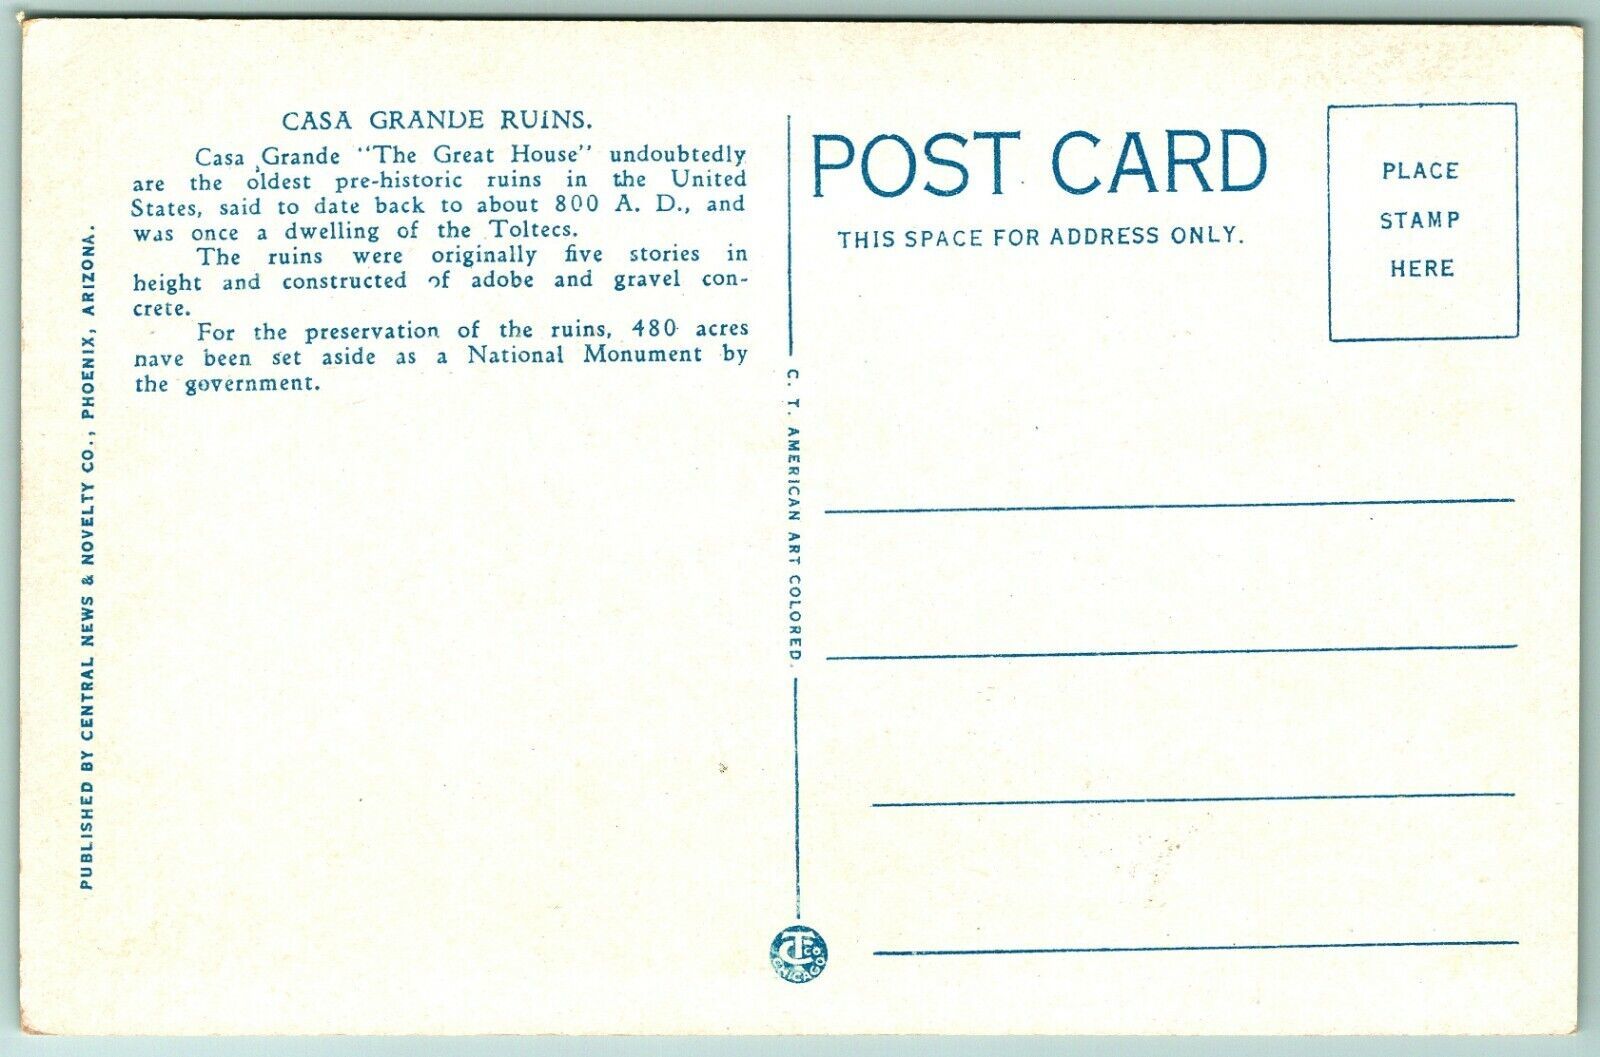 CASA GRANDE RUINS.
Casa Grande "The Great House" undoubtedly
are the oldest pre-historic ruins in the United
States, said to date back to about 800 A. D., and
was once a dwelling of the Toltecs.
The ruins were originally five stories in
height and constructed of adobe and gravel con-
crete.
For the preservation of the ruins, 480 acres
nave been set aside as a National Monument by
the government.
PUBLISHED BY CENTRAL NEWS & NOVELTY CO., PHOENIX, ARIZONA.
C. T. AMERICAN ART COLORED.
CT CO
CHICAGO
POST CARD
THIS SPACE FOR ADDRESS ONLY.
PLACE
STAMP
HERE